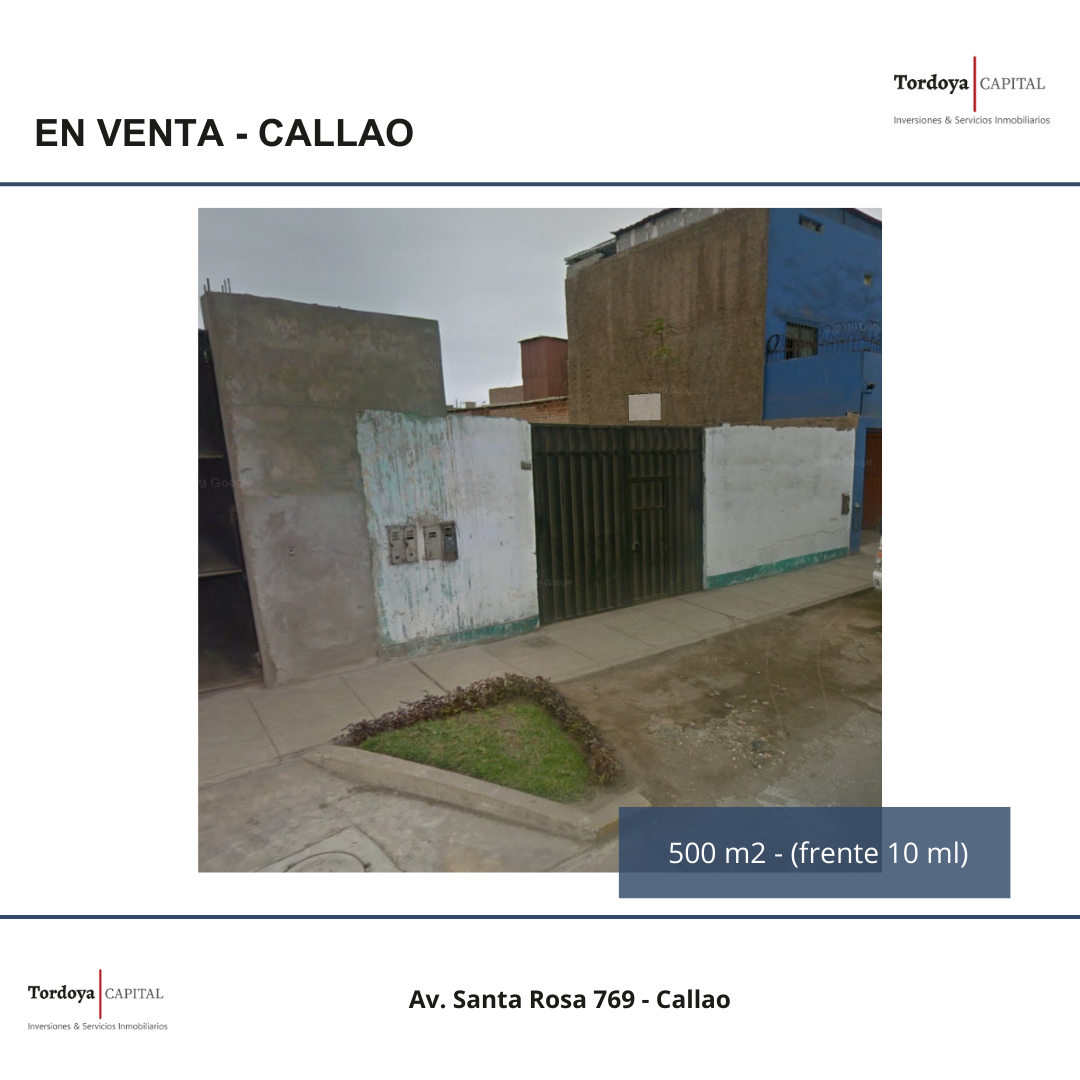 Tordoya CAPITAL
Inversiones & Servicios Inmobiliarios
EN VENTA - CALLAO
500 m2 - (frente 10 ml)
Tordoya CAPITAL
Inversiones & Servicios Inmobiliarios
Av. Santa Rosa 769 - Callao